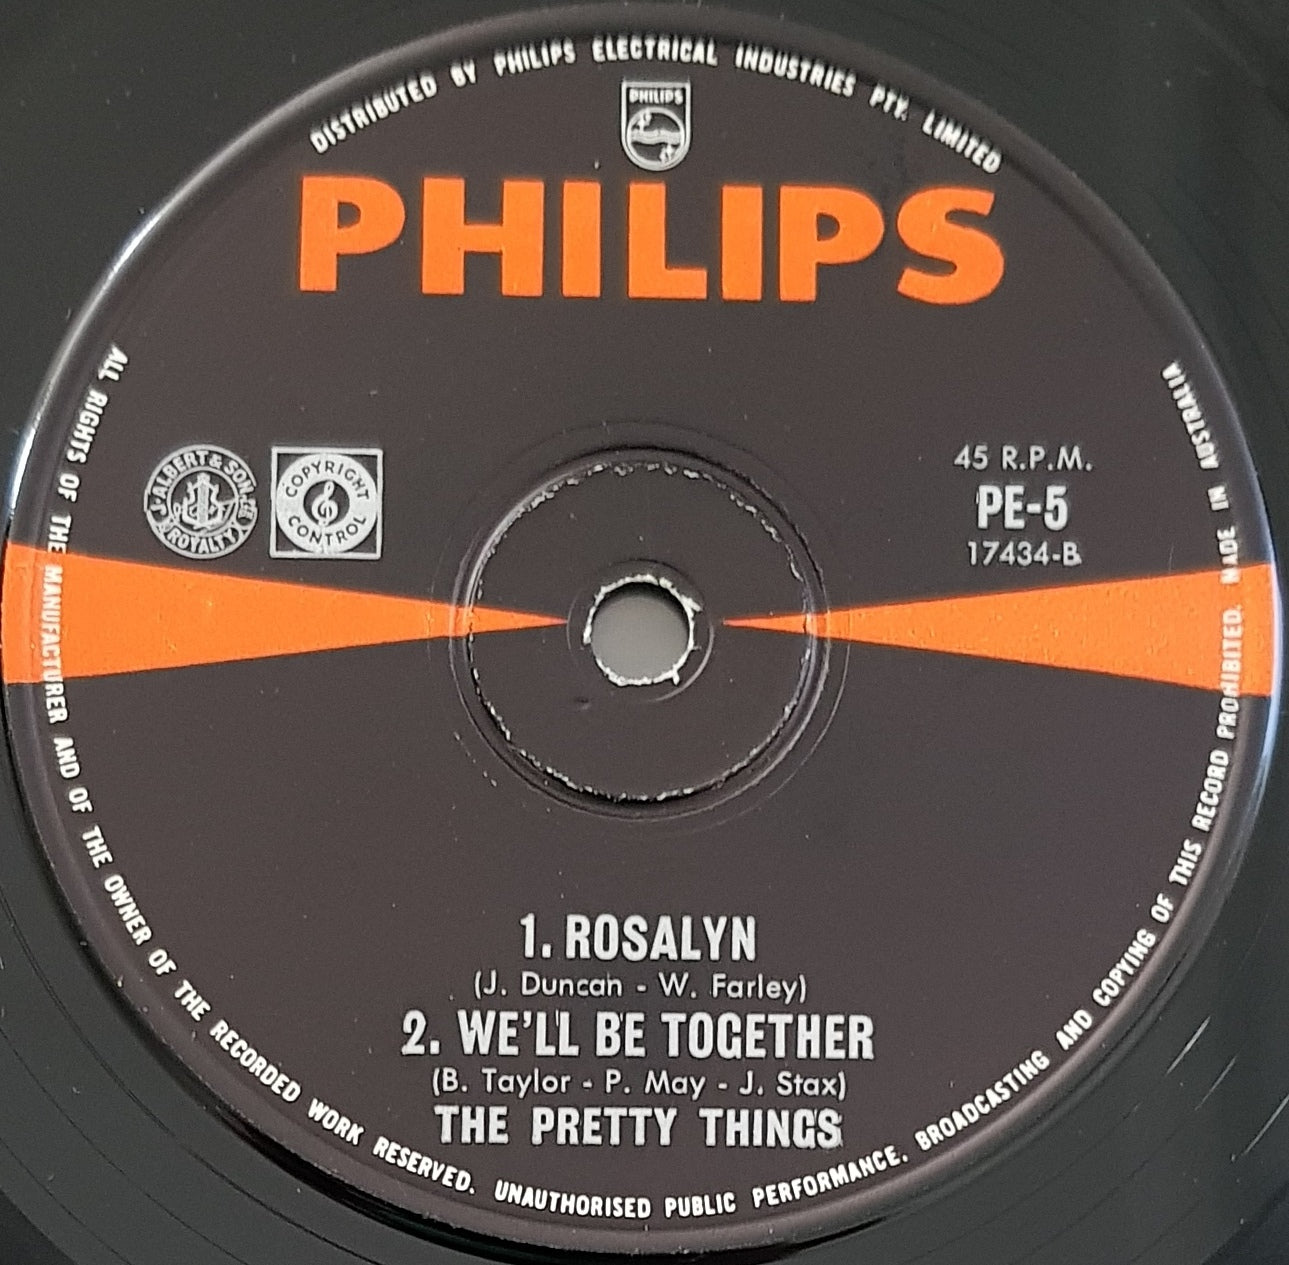 DISTRIBUTED BY PHILIPS ELECTRICAL INDUSTRIES PTY. LIMITED
PHILIPS
PHILIPS
J. ALBERT & SON PTY. LTD.
ROYALTY
COPYRIGHT
CONTROL
45 R.P.M.
PE-5
17434-B
1. ROSALYN
(J. Duncan - W. Farley)
2. WE'LL BE TOGETHER
(B. Taylor - P. May - J. Stax)
THE PRETTY THINGS
ALL RIGHTS OF THE MANUFACTURER AND OF THE OWNER OF THE RECORDED WORK RESERVED. UNAUTHORISED PUBLIC PERFORMANCE. BROADCASTING AND COPYING OF THIS RECORD PROHIBITED. MADE IN AUSTRALIA